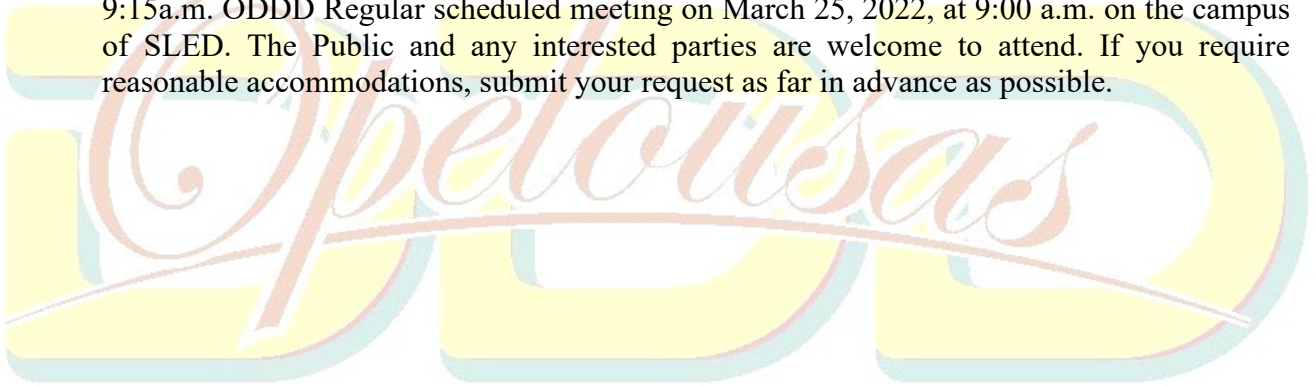 9:15a.m. ODDD Regular scheduled meeting on March 25, 2022, at 9:00 a.m. on the campus
of SLED. The Public and any interested parties are welcome to attend. If you require
reasonable accommodations, submit your request as far in advance as possible.
Opelousas
DDD